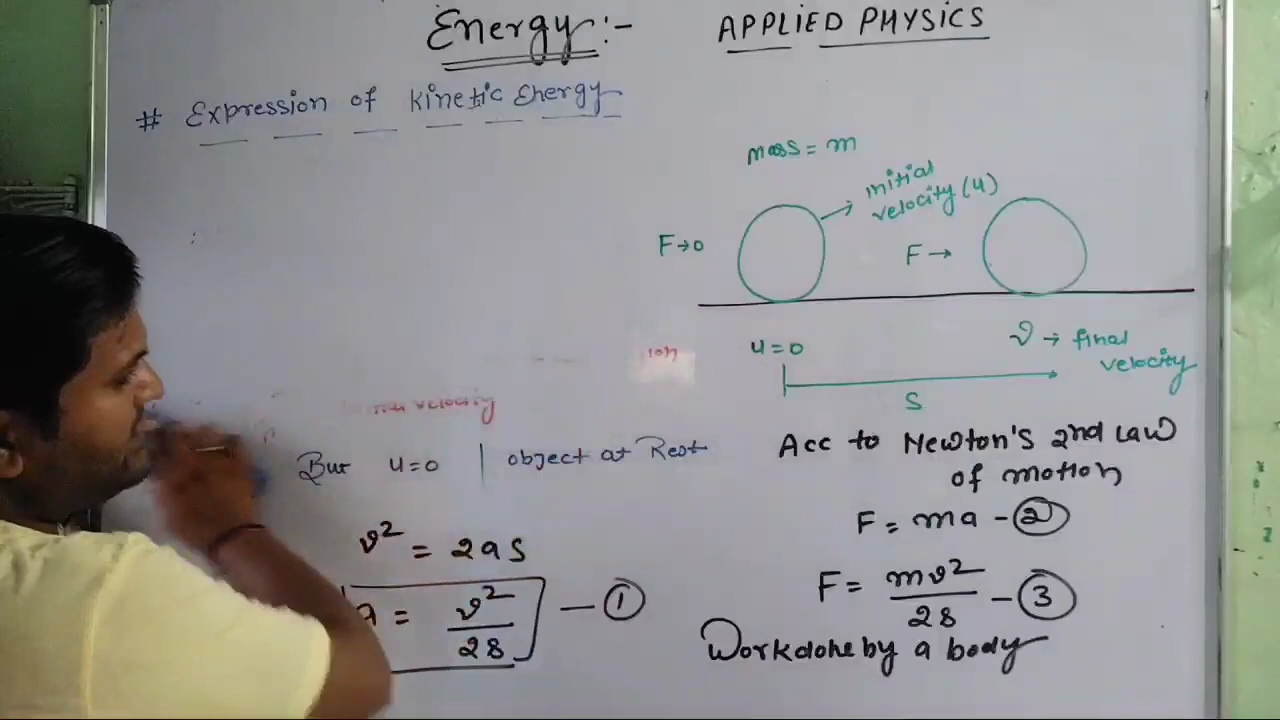 Energy:-
APPLIED PHYSICS
# Expression of Kinetic Energy
mass = m
initial
velocity (u)
F→0
F→
u=0
v → final
velocity
S
velocity
But u=0 | object at Rest
v² = 2as
a = v²/2s — ①
Acc to Newton's 2nd Law
of motion
F = ma - ②
F = mv²/2s - ③
Workdone by a body